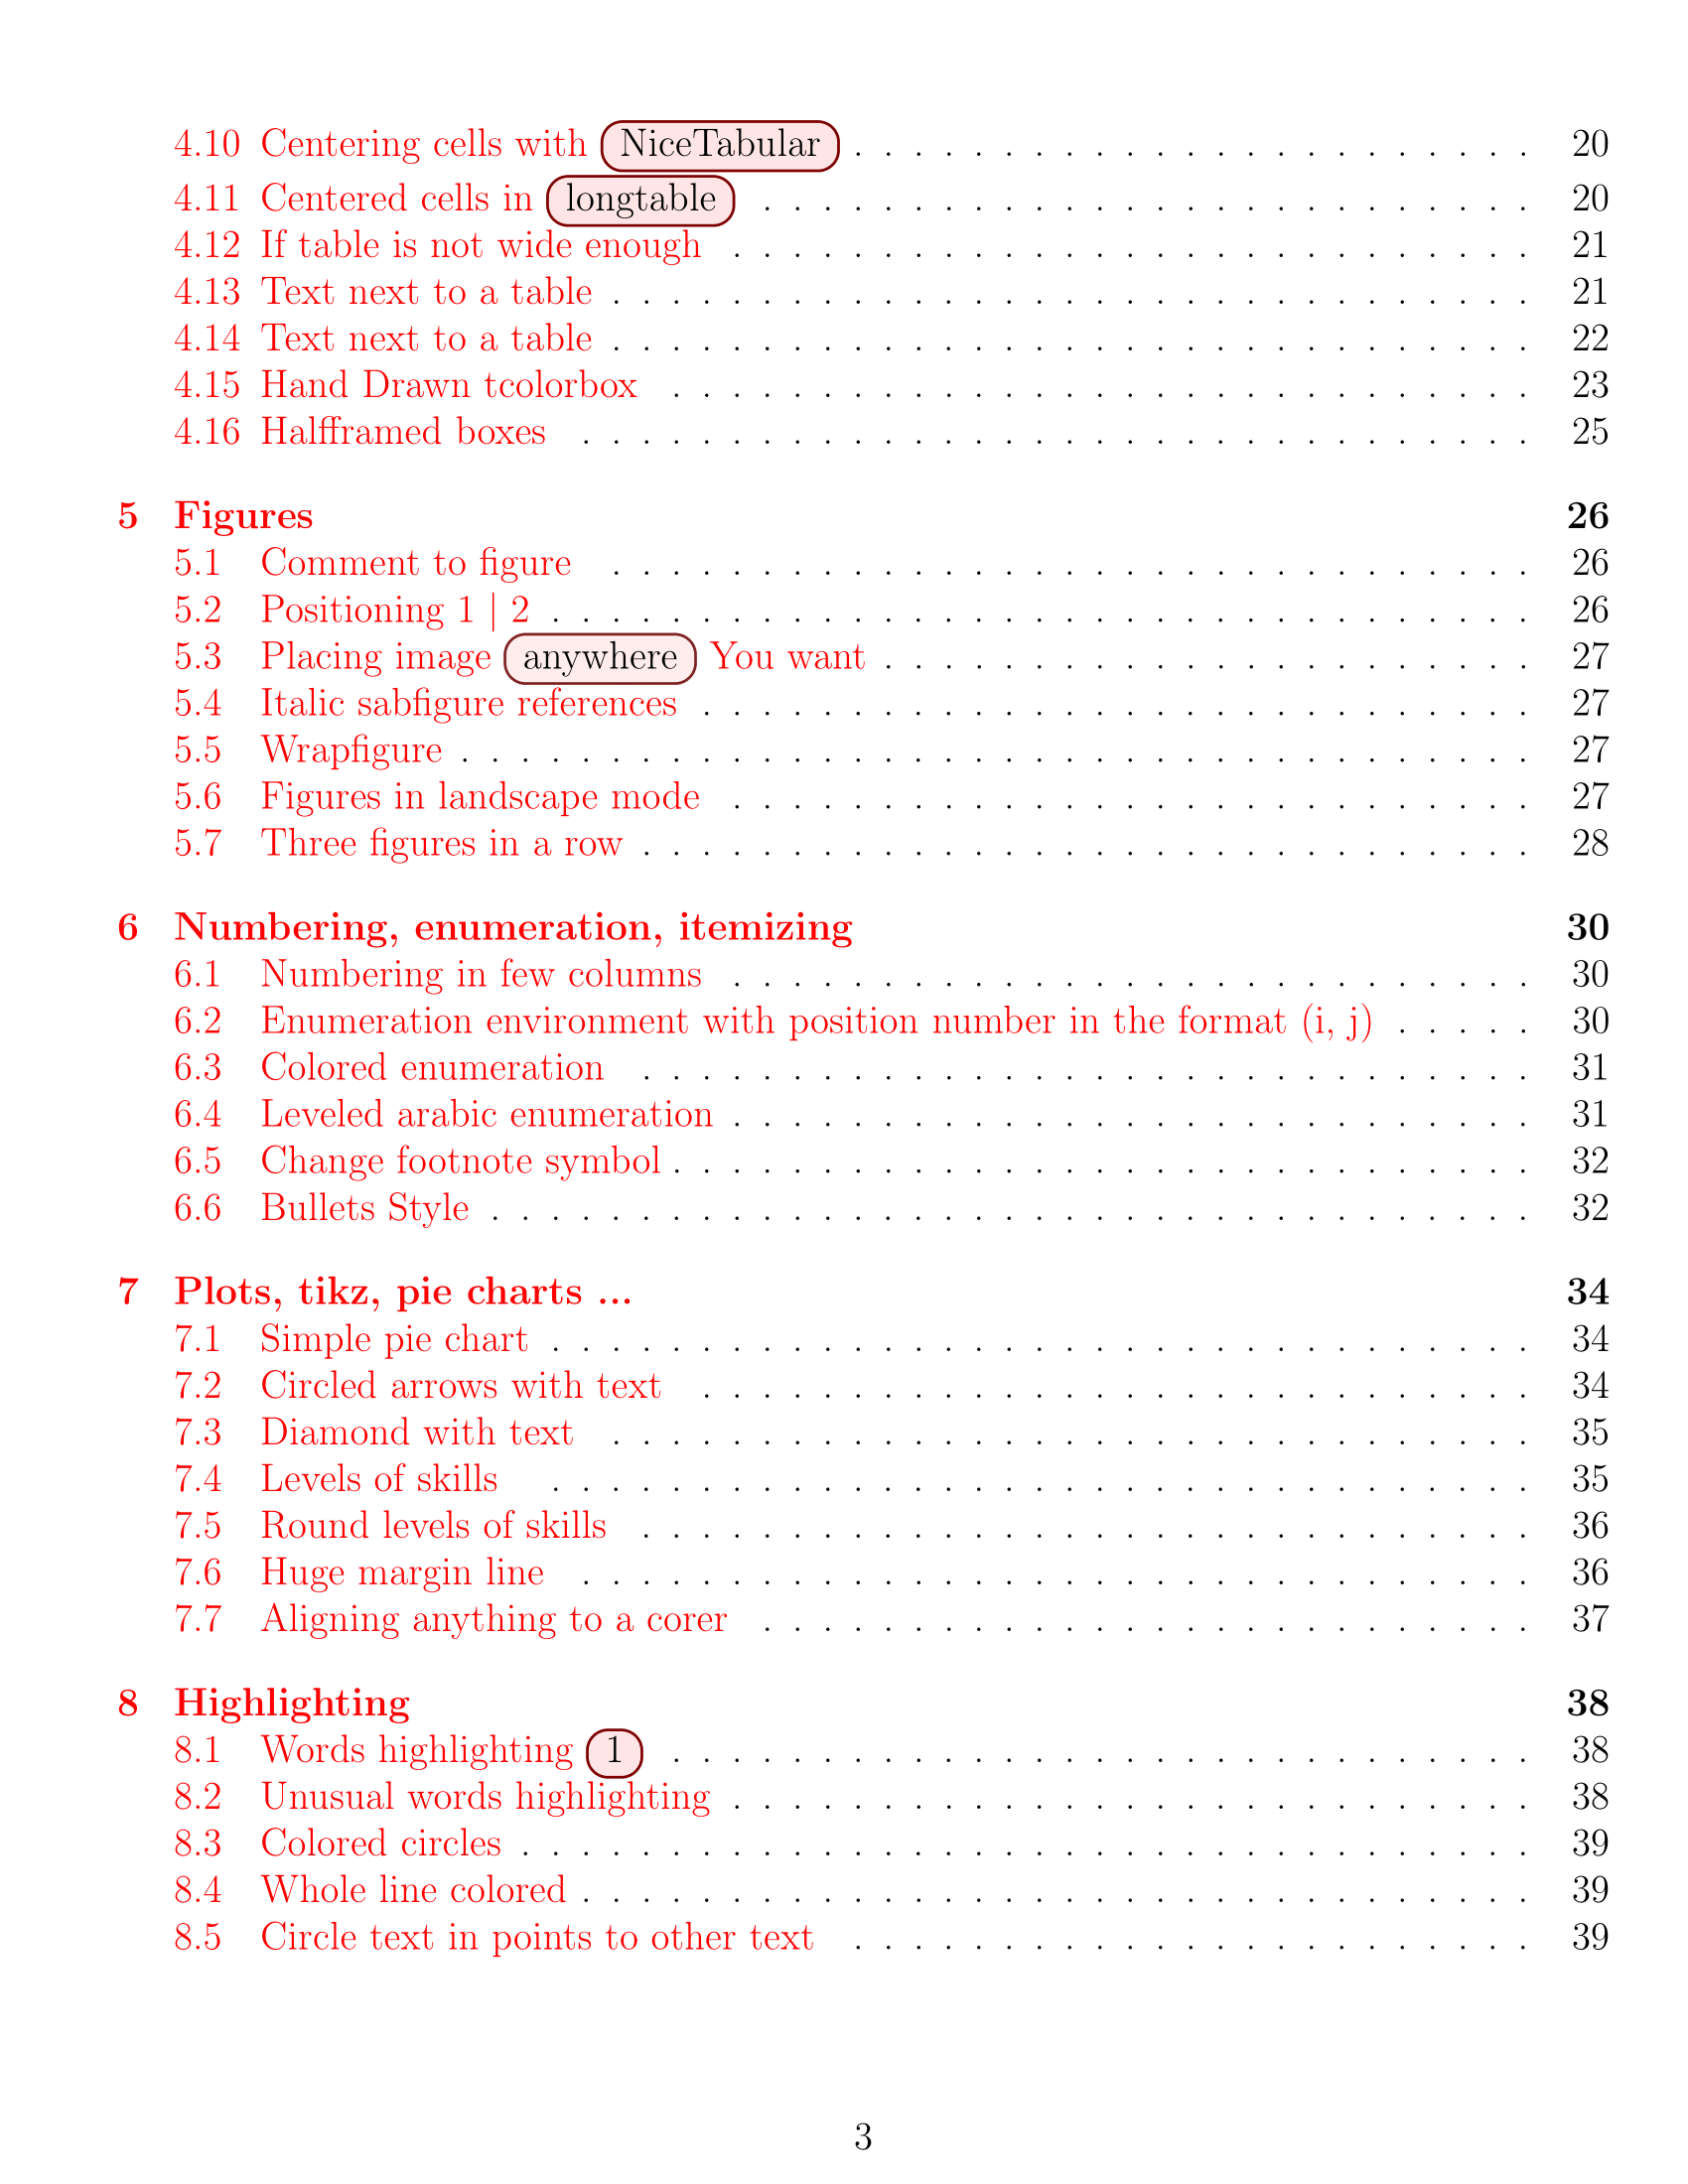 4.10 Centering cells with NiceTabular . . . . . . . . . . . . . . . . . . . . . . . 20
4.11 Centered cells in longtable . . . . . . . . . . . . . . . . . . . . . . . . . . 20
4.12 If table is not wide enough . . . . . . . . . . . . . . . . . . . . . . . . . . . 21
4.13 Text next to a table . . . . . . . . . . . . . . . . . . . . . . . . . . . . . . . 21
4.14 Text next to a table . . . . . . . . . . . . . . . . . . . . . . . . . . . . . . . 22
4.15 Hand Drawn tcolorbox . . . . . . . . . . . . . . . . . . . . . . . . . . . . . 23
4.16 Halfframed boxes . . . . . . . . . . . . . . . . . . . . . . . . . . . . . . . . 25
5 Figures 26
5.1 Comment to figure . . . . . . . . . . . . . . . . . . . . . . . . . . . . . . . 26
5.2 Positioning 1 | 2 . . . . . . . . . . . . . . . . . . . . . . . . . . . . . . . . . 26
5.3 Placing image anywhere You want . . . . . . . . . . . . . . . . . . . . . . 27
5.4 Italic sabfigure references . . . . . . . . . . . . . . . . . . . . . . . . . . . . 27
5.5 Wrapfigure . . . . . . . . . . . . . . . . . . . . . . . . . . . . . . . . . . . . 27
5.6 Figures in landscape mode . . . . . . . . . . . . . . . . . . . . . . . . . . . 27
5.7 Three figures in a row . . . . . . . . . . . . . . . . . . . . . . . . . . . . . . 28
6 Numbering, enumeration, itemizing 30
6.1 Numbering in few columns . . . . . . . . . . . . . . . . . . . . . . . . . . . 30
6.2 Enumeration environment with position number in the format (i, j) . . . . . 30
6.3 Colored enumeration . . . . . . . . . . . . . . . . . . . . . . . . . . . . . . 31
6.4 Leveled arabic enumeration . . . . . . . . . . . . . . . . . . . . . . . . . . . 31
6.5 Change footnote symbol . . . . . . . . . . . . . . . . . . . . . . . . . . . . . 32
6.6 Bullets Style . . . . . . . . . . . . . . . . . . . . . . . . . . . . . . . . . . . 32
7 Plots, tikz, pie charts ... 34
7.1 Simple pie chart . . . . . . . . . . . . . . . . . . . . . . . . . . . . . . . . . 34
7.2 Circled arrows with text . . . . . . . . . . . . . . . . . . . . . . . . . . . . 34
7.3 Diamond with text . . . . . . . . . . . . . . . . . . . . . . . . . . . . . . . 35
7.4 Levels of skills . . . . . . . . . . . . . . . . . . . . . . . . . . . . . . . . . 35
7.5 Round levels of skills . . . . . . . . . . . . . . . . . . . . . . . . . . . . . . 36
7.6 Huge margin line . . . . . . . . . . . . . . . . . . . . . . . . . . . . . . . . 36
7.7 Aligning anything to a corer . . . . . . . . . . . . . . . . . . . . . . . . . . 37
8 Highlighting 38
8.1 Words highlighting 1 . . . . . . . . . . . . . . . . . . . . . . . . . . . . . 38
8.2 Unusual words highlighting . . . . . . . . . . . . . . . . . . . . . . . . . . . 38
8.3 Colored circles . . . . . . . . . . . . . . . . . . . . . . . . . . . . . . . . . . 39
8.4 Whole line colored . . . . . . . . . . . . . . . . . . . . . . . . . . . . . . . . 39
8.5 Circle text in points to other text . . . . . . . . . . . . . . . . . . . . . . . 39
3